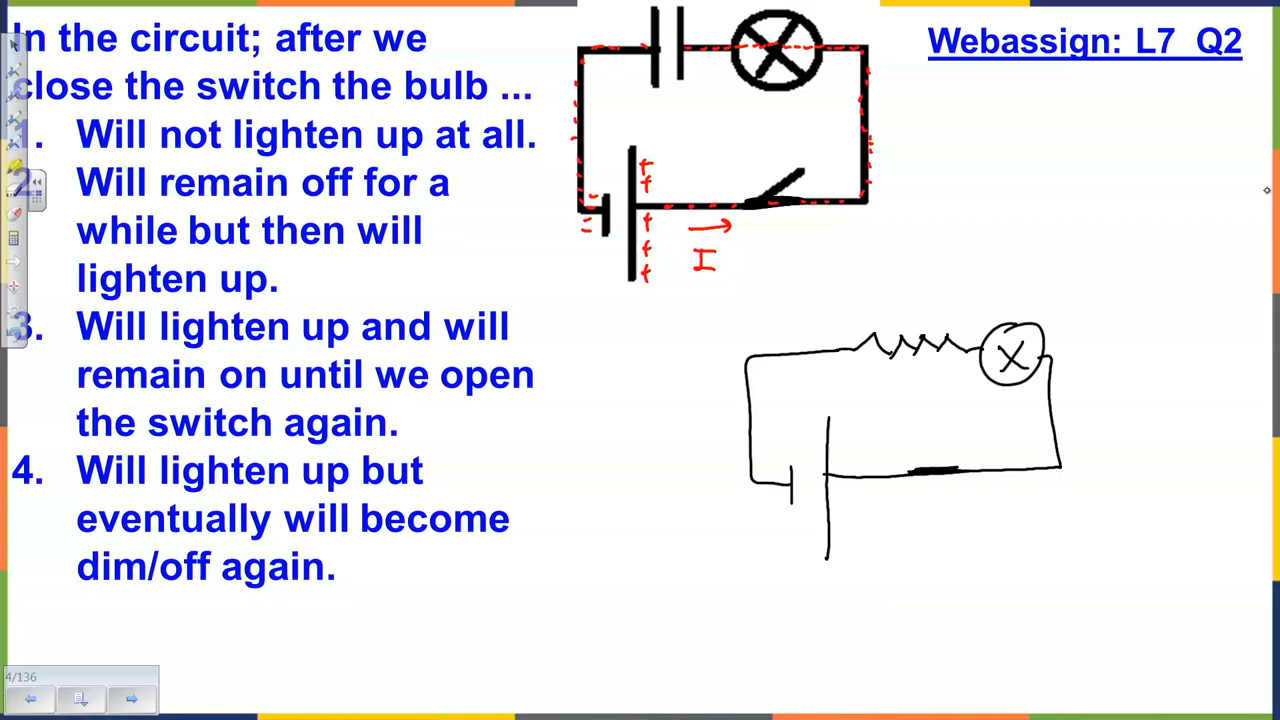 In the circuit; after we
close the switch the bulb ...
1. Will not lighten up at all.
2. Will remain off for a
while but then will
lighten up.
3. Will lighten up and will
remain on until we open
the switch again.
4. Will lighten up but
eventually will become
dim/off again.
Webassign: L7 Q2
+
+
+
+
+
I
4/136